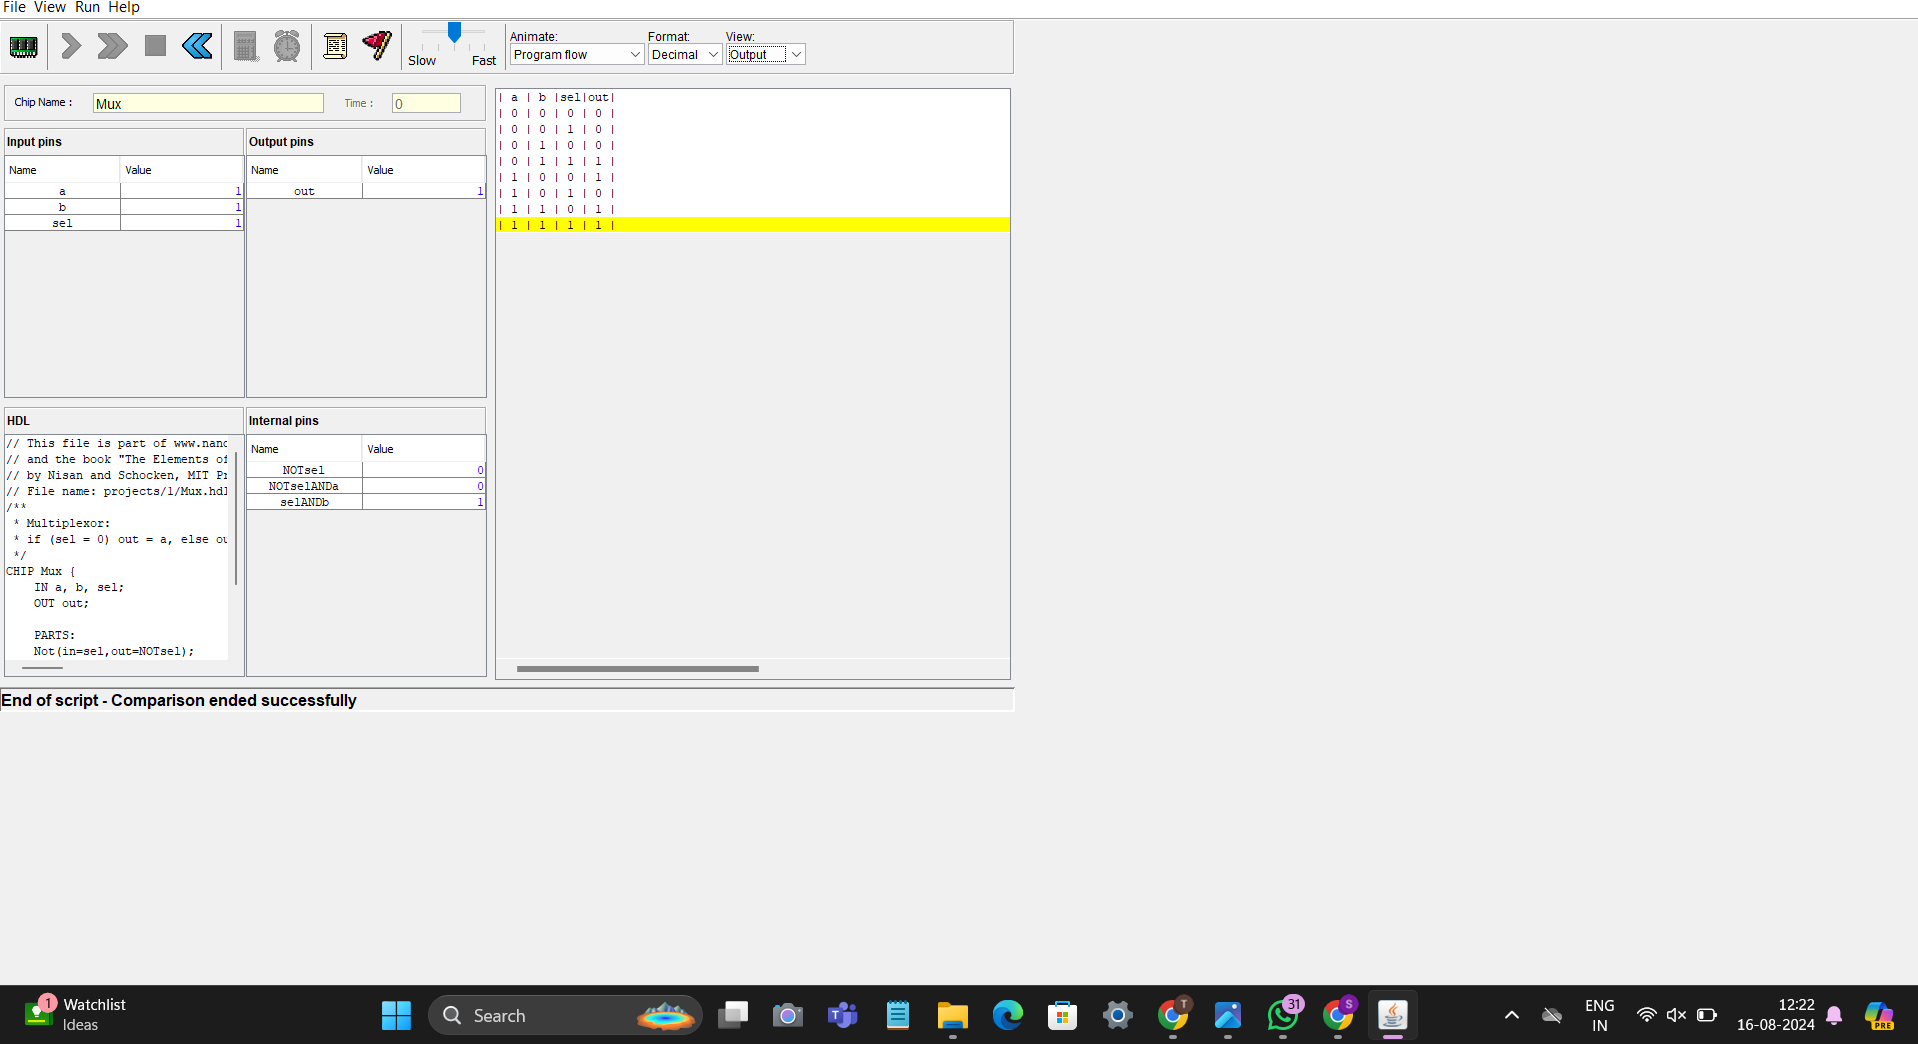 File View Run Help
Animate: Format: View:
Slow Fast Program flow Decimal Output
Chip Name : Mux Time : 0
Input pins Output pins
Name Value Name Value
a 1 out 1
b 1
sel 1
| a | b |sel|out|
| 0 | 0 | 0 | 0 |
| 0 | 0 | 1 | 0 |
| 0 | 1 | 0 | 0 |
| 0 | 1 | 1 | 1 |
| 1 | 0 | 0 | 1 |
| 1 | 0 | 1 | 0 |
| 1 | 1 | 0 | 1 |
| 1 | 1 | 1 | 1 |
HDL
// This file is part of www.nand
// and the book "The Elements of
// by Nisan and Schocken, MIT Pr
// File name: projects/1/Mux.hdl
/**
* Multiplexor:
* if (sel = 0) out = a, else ou
*/
CHIP Mux {
IN a, b, sel;
OUT out;
PARTS:
Not(in=sel,out=NOTsel);
Internal pins
Name Value
NOTsel 0
NOTselANDa 0
selANDb 1
End of script - Comparison ended successfully
1 Watchlist
Ideas
Search
T
31
S
PRE
ENG
IN
12:22
16-08-2024